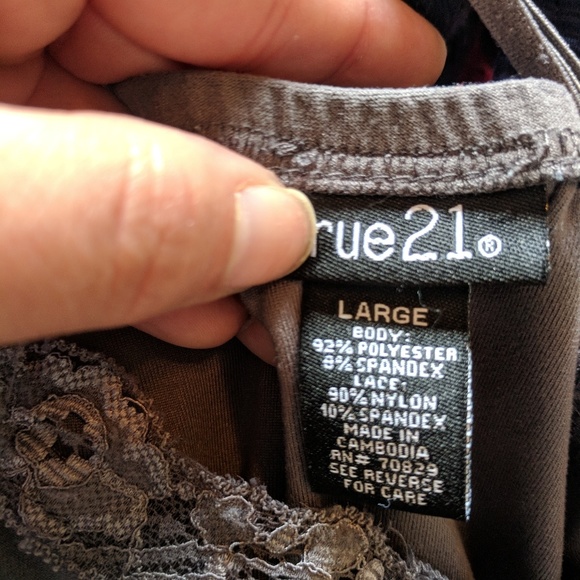 rue21®
LARGE
BODY:
92% POLYESTER
8% SPANDEX
LACE:
90% NYLON
10% SPANDEX
MADE IN
CAMBODIA
RN# 70829
SEE REVERSE
FOR CARE